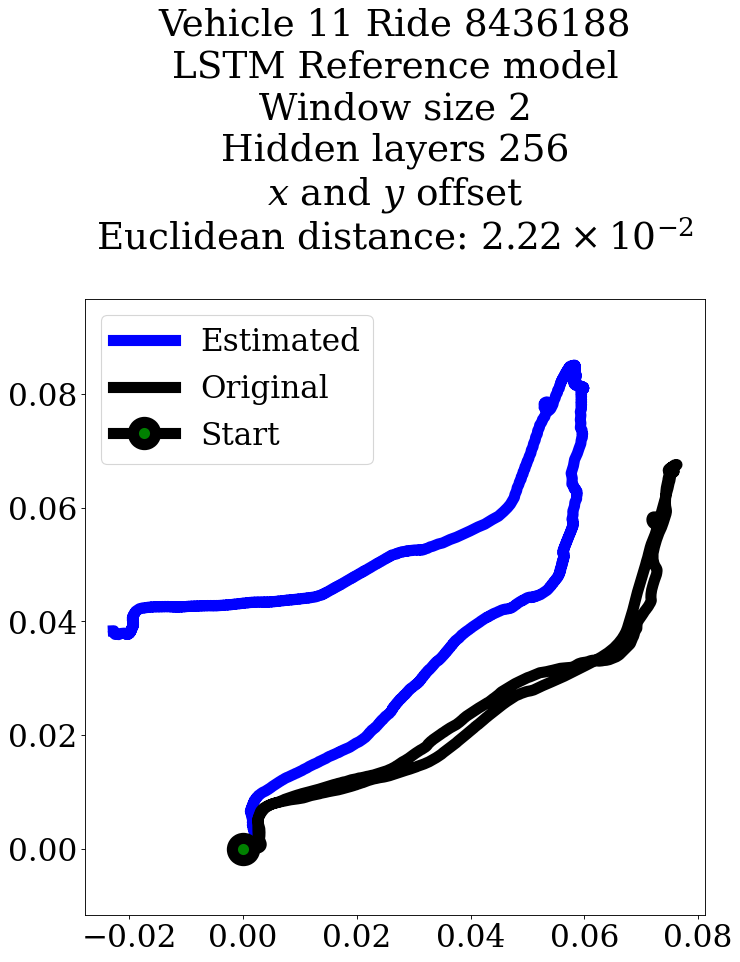 Vehicle 11 Ride 8436188
LSTM Reference model
Window size 2
Hidden layers 256
x and y offset
Euclidean distance: 2.22 × 10⁻²
Estimated
Original
Start
0.08
0.06
0.04
0.02
0.00
−0.02 0.00 0.02 0.04 0.06 0.08